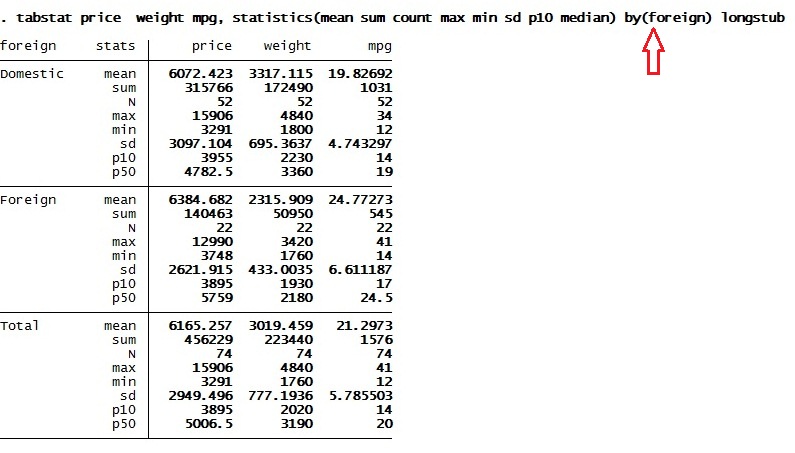 . tabstat price  weight mpg, statistics(mean sum count max min sd p10 median) by(foreign) longstub
foreign stats price weight mpg
Domestic mean 6072.423 3317.115 19.82692
sum 315766 172490 1031
N 52 52 52
max 15906 4840 34
min 3291 1800 12
sd 3097.104 695.3637 4.743297
p10 3955 2230 14
p50 4782.5 3360 19
Foreign mean 6384.682 2315.909 24.77273
sum 140463 50950 545
N 22 22 22
max 12990 3420 41
min 3748 1760 14
sd 2621.915 433.0035 6.611187
p10 3895 1930 17
p50 5759 2180 24.5
Total mean 6165.257 3019.459 21.2973
sum 456229 223440 1576
N 74 74 74
max 15906 4840 41
min 3291 1760 12
sd 2949.496 777.1936 5.785503
p10 3895 2020 14
p50 5006.5 3190 20